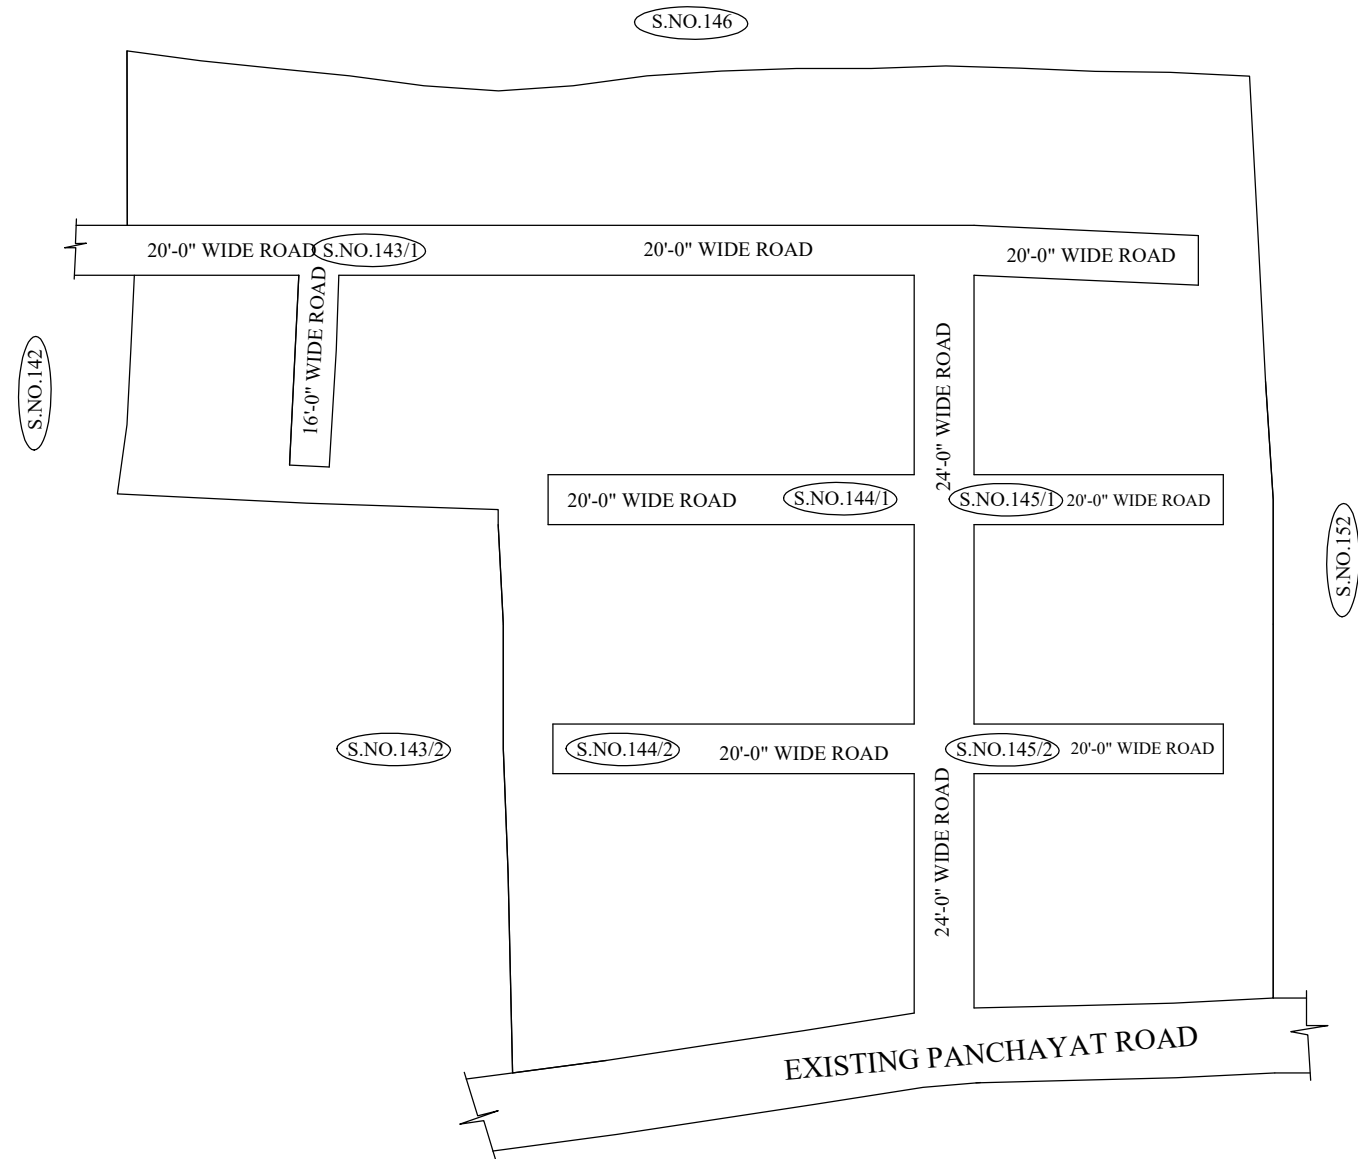 S.NO.146
20'-0" WIDE ROAD
S.NO.143/1
20'-0" WIDE ROAD
20'-0" WIDE ROAD
16'-0" WIDE ROAD
S.NO.142
24'-0" WIDE ROAD
20'-0" WIDE ROAD
S.NO.144/1
S.NO.145/1
20'-0" WIDE ROAD
S.NO.152
S.NO.143/2
S.NO.144/2
20'-0" WIDE ROAD
S.NO.145/2
20'-0" WIDE ROAD
24'-0" WIDE ROAD
EXISTING PANCHAYAT ROAD